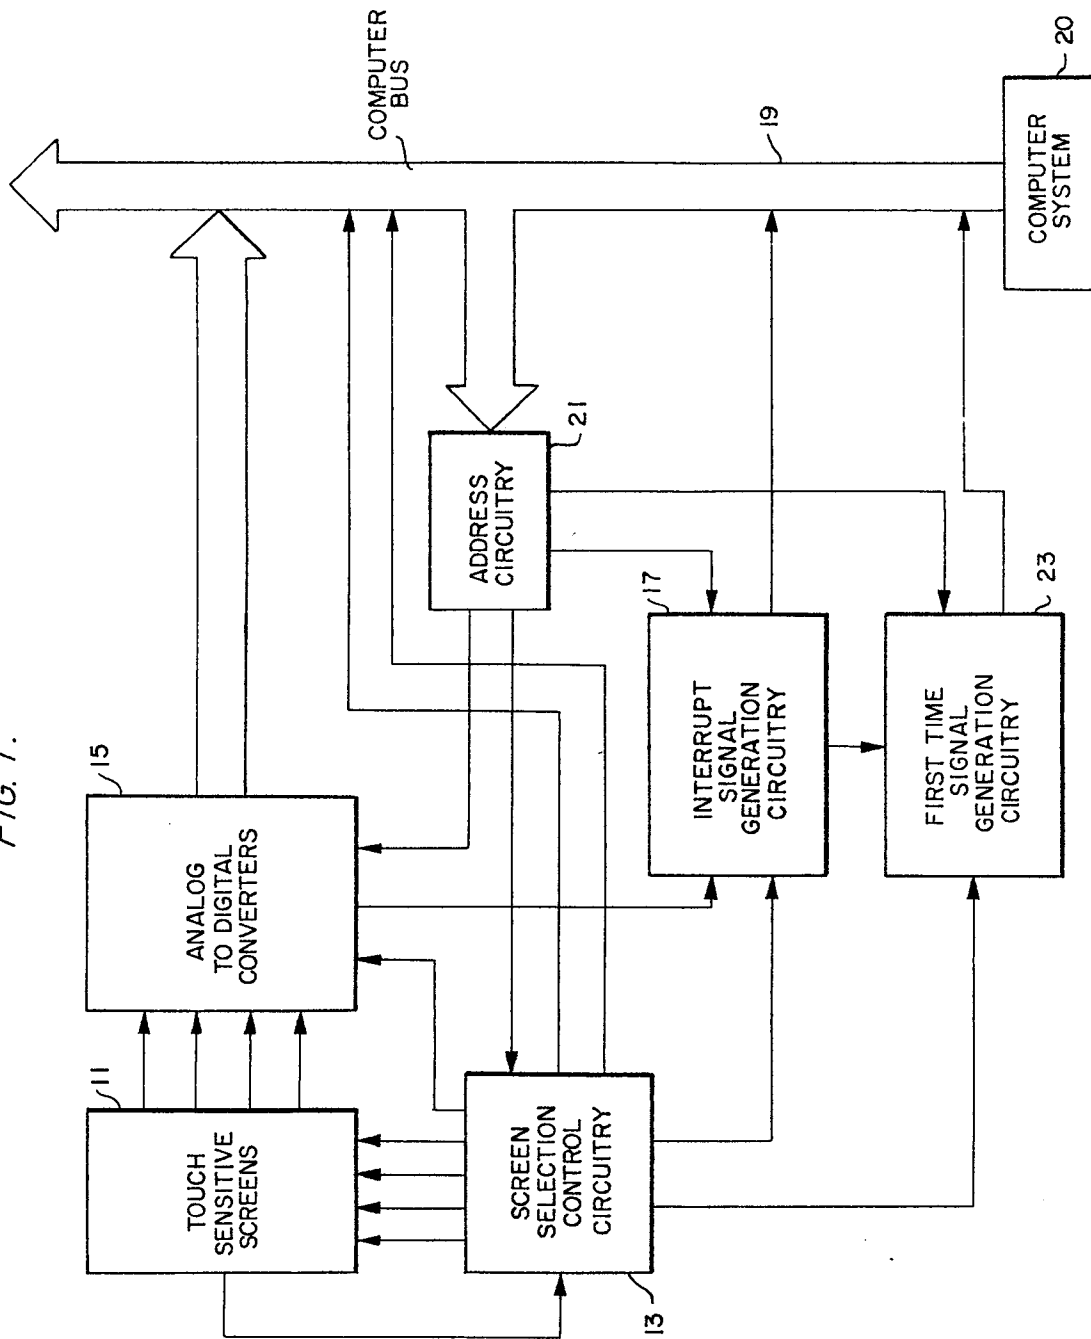 FIG. 1.
TOUCH
SENSITIVE
SCREENS
11
ANALOG
TO DIGITAL
CONVERTERS
15
COMPUTER
BUS
SCREEN
SELECTION
CONTROL
CIRCUITRY
13
ADDRESS
CIRCUITRY
21
INTERRUPT
SIGNAL
GENERATION
CIRCUITRY
17
19
FIRST TIME
SIGNAL
GENERATION
CIRCUITRY
23
COMPUTER
SYSTEM
20